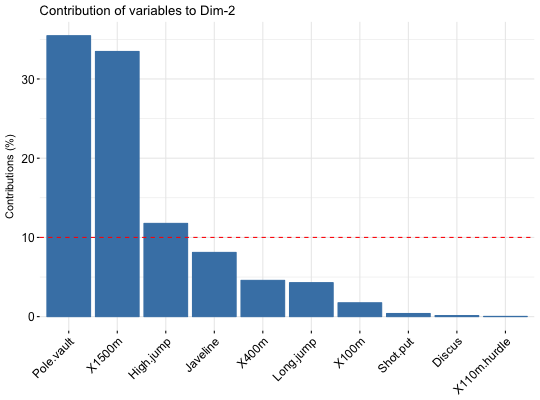 Contribution of variables to Dim-2
Contributions (%)
30
20
10
0
Pole.vault
X1500m
High.jump
Javeline
X400m
Long.jump
X100m
Shot.put
Discus
X110m.hurdle